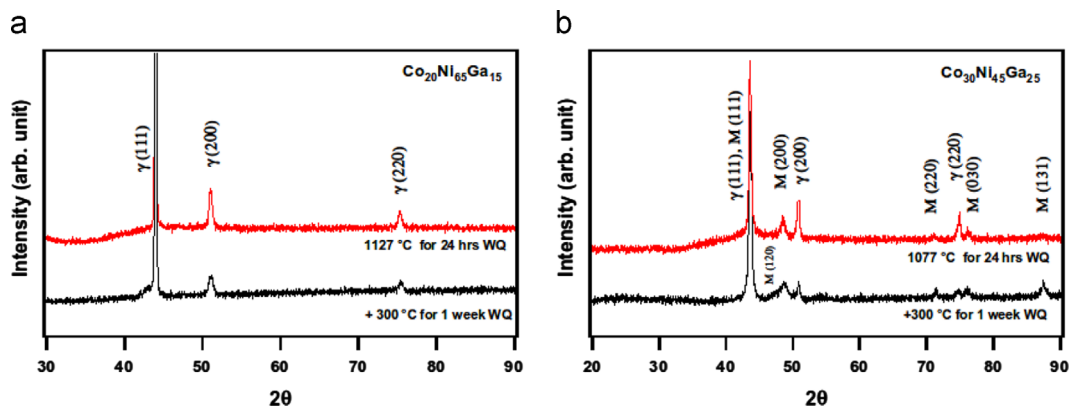 a
Intensity (arb. unit)
Co20Ni65Ga15
γ (111)
γ (200)
γ (220)
1127 °C for 24 hrs WQ
+ 300 °C for 1 week WQ
30 40 50 60 70 80 90
2θ
b
Intensity (arb. unit)
Co30Ni45Ga25
γ (111), M (111)
M (200)
γ (200)
M (220)
γ (220)
M (030)
M (131)
1077 °C for 24 hrs WQ
M (120)
+300 °C for 1 week WQ
20 30 40 50 60 70 80 90
2θ